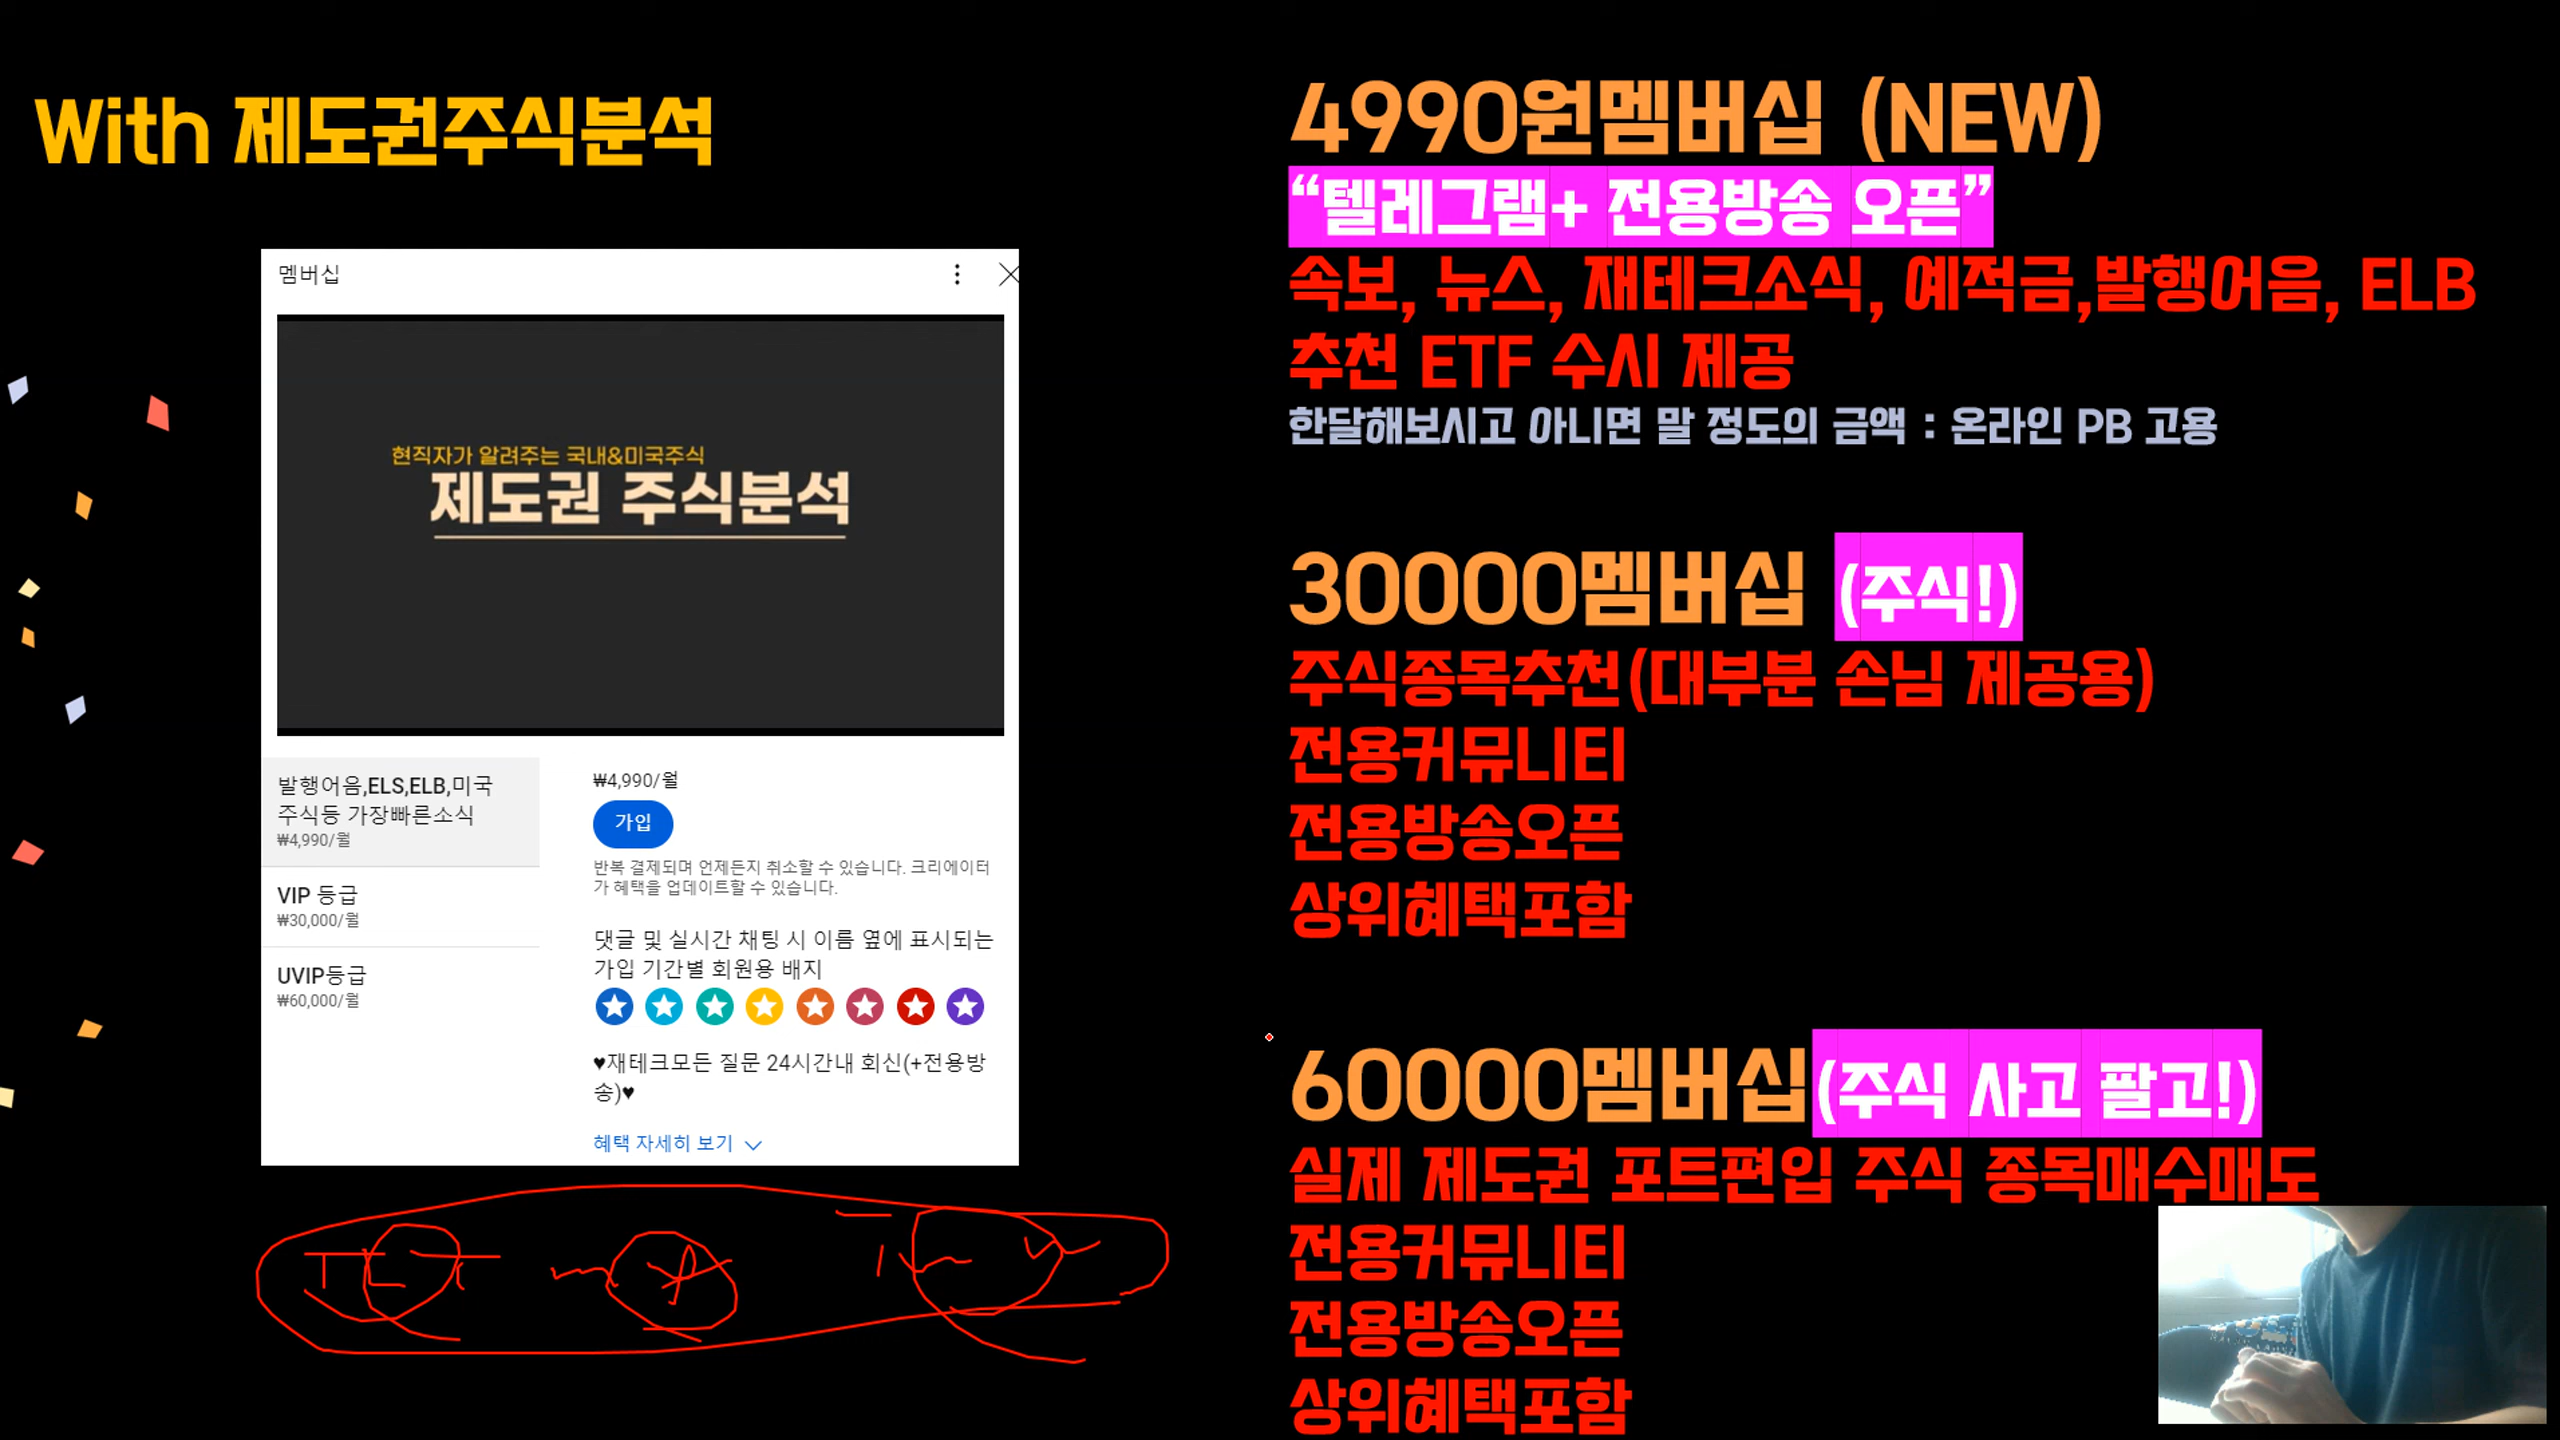 With 제도권주식분석
멤버십
현직자가 알려주는 국내&미국주식
제도권 주식분석
발행어음,ELS,ELB,미국
주식등 가장빠른소식
₩4,990/월
VIP 등급
₩30,000/월
UVIP등급
₩60,000/월
₩4,990/월
가입
반복 결제되며 언제든지 취소할 수 있습니다. 크리에이터
가 혜택을 업데이트할 수 있습니다.
댓글 및 실시간 채팅 시 이름 옆에 표시되는
가입 기간별 회원용 배지
♥재테크모든 질문 24시간내 회신(+전용방
송)♥
혜택 자세히 보기
4990원멤버십 (NEW)
“텔레그램+ 전용방송 오픈”
속보, 뉴스, 재테크소식, 예적금,발행어음, ELB
추천 ETF 수시 제공
한달해보시고 아니면 말 정도의 금액 : 온라인 PB 고용
30000멤버십 (주식!)
주식종목추천(대부분 손님 제공용)
전용커뮤니티
전용방송오픈
상위혜택포함
60000멤버십(주식 사고 팔고!)
실제 제도권 포트편입 주식 종목매수매도
전용커뮤니티
전용방송오픈
상위혜택포함